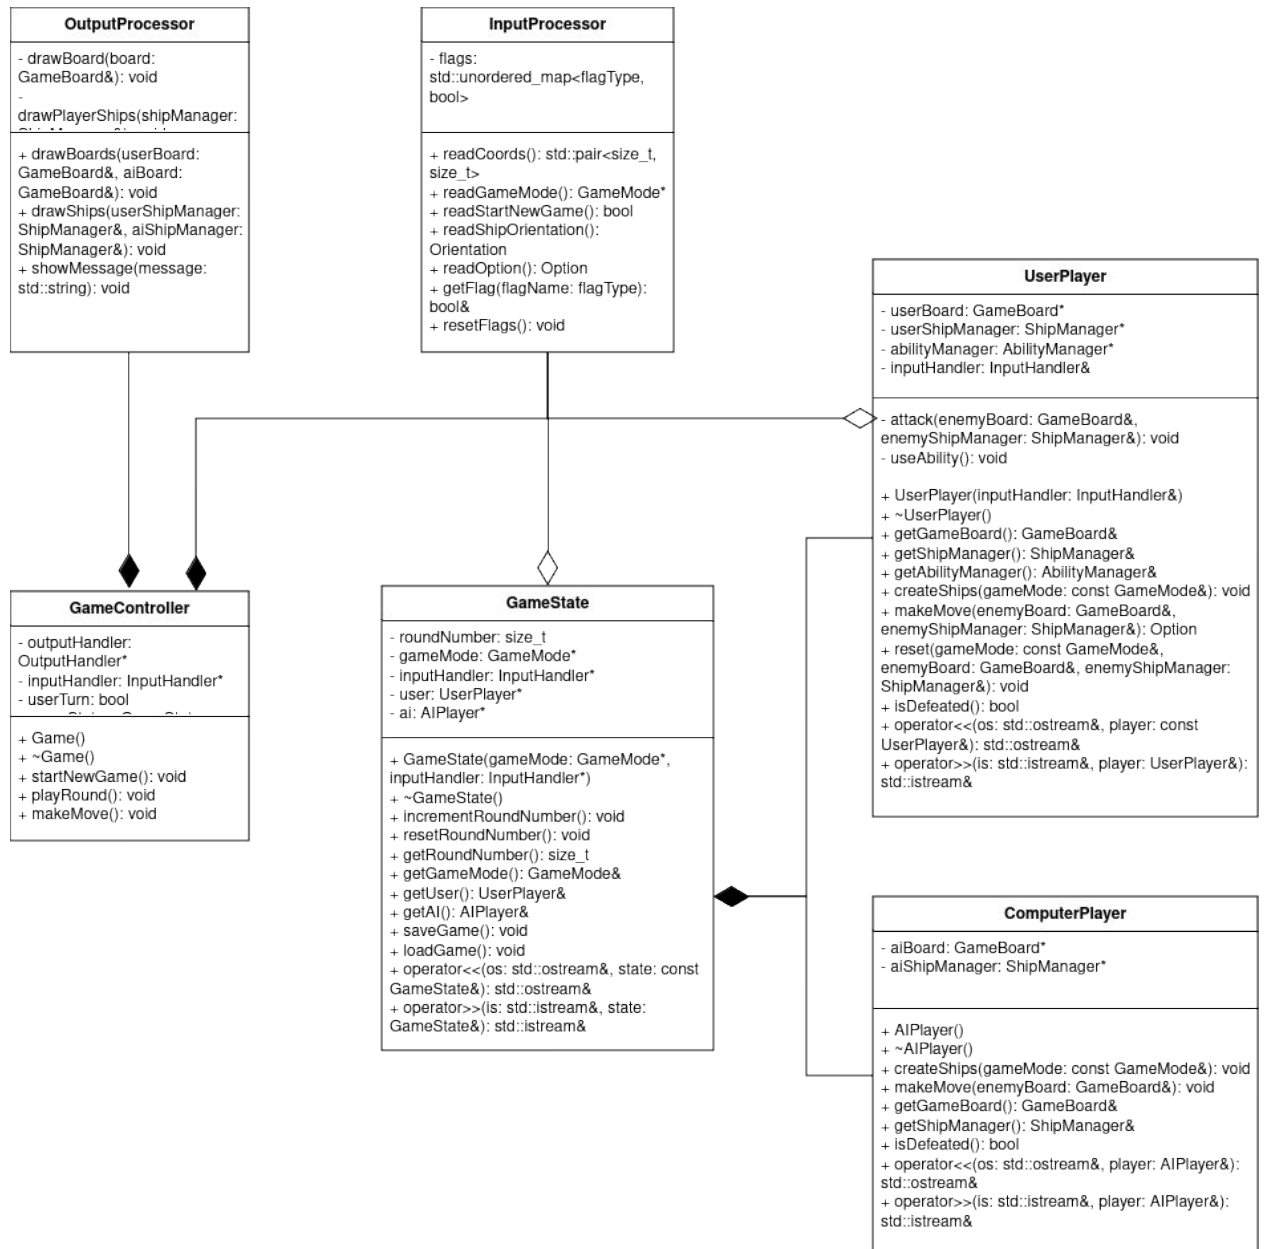 OutputProcessor
- drawBoard(board:
GameBoard&): void
-
drawPlayerShips(shipManager:
+ drawBoards(userBoard:
GameBoard&, aiBoard:
GameBoard&): void
+ drawShips(userShipManager:
ShipManager&, aiShipManager:
ShipManager&): void
+ showMessage(message:
std::string): void
InputProcessor
- flags:
std::unordered_map<flagType,
bool>
+ readCoords(): std::pair<size_t,
size_t>
+ readGameMode(): GameMode*
+ readStartNewGame(): bool
+ readShipOrientation():
Orientation
+ readOption(): Option
+ getFlag(flagName: flagType):
bool&
+ resetFlags(): void
UserPlayer
- userBoard: GameBoard*
- userShipManager: ShipManager*
- abilityManager: AbilityManager*
- inputHandler: InputHandler&
- attack(enemyBoard: GameBoard&,
enemyShipManager: ShipManager&): void
- useAbility(): void
+ UserPlayer(inputHandler: InputHandler&)
+ ~UserPlayer()
+ getGameBoard(): GameBoard&
+ getShipManager(): ShipManager&
+ getAbilityManager(): AbilityManager&
+ createShips(gameMode: const GameMode&): void
+ makeMove(enemyBoard: GameBoard&,
enemyShipManager: ShipManager&): Option
+ reset(gameMode: const GameMode&,
enemyBoard: GameBoard&, enemyShipManager:
ShipManager&): void
+ isDefeated(): bool
+ operator<<(os: std::ostream&, player: const
UserPlayer&): std::ostream&
+ operator>>(is: std::istream&, player: UserPlayer&):
std::istream&
GameController
- outputHandler:
OutputHandler*
- inputHandler: InputHandler*
- userTurn: bool
+ Game()
+ ~Game()
+ startNewGame(): void
+ playRound(): void
+ makeMove(): void
GameState
- roundNumber: size_t
- gameMode: GameMode*
- inputHandler: InputHandler*
- user: UserPlayer*
- ai: AIPlayer*
+ GameState(gameMode: GameMode*,
inputHandler: InputHandler*)
+ ~GameState()
+ incrementRoundNumber(): void
+ resetRoundNumber(): void
+ getRoundNumber(): size_t
+ getGameMode(): GameMode&
+ getUser(): UserPlayer&
+ getAI(): AIPlayer&
+ saveGame(): void
+ loadGame(): void
+ operator<<(os: std::ostream&, state: const
GameState&): std::ostream&
+ operator>>(is: std::istream&, state:
GameState&): std::istream&
ComputerPlayer
- aiBoard: GameBoard*
- aiShipManager: ShipManager*
+ AIPlayer()
+ ~AIPlayer()
+ createShips(gameMode: const GameMode&): void
+ makeMove(enemyBoard: GameBoard&): void
+ getGameBoard(): GameBoard&
+ getShipManager(): ShipManager&
+ isDefeated(): bool
+ operator<<(os: std::ostream&, player: AIPlayer&):
std::ostream&
+ operator>>(is: std::istream&, player: AIPlayer&):
std::istream&